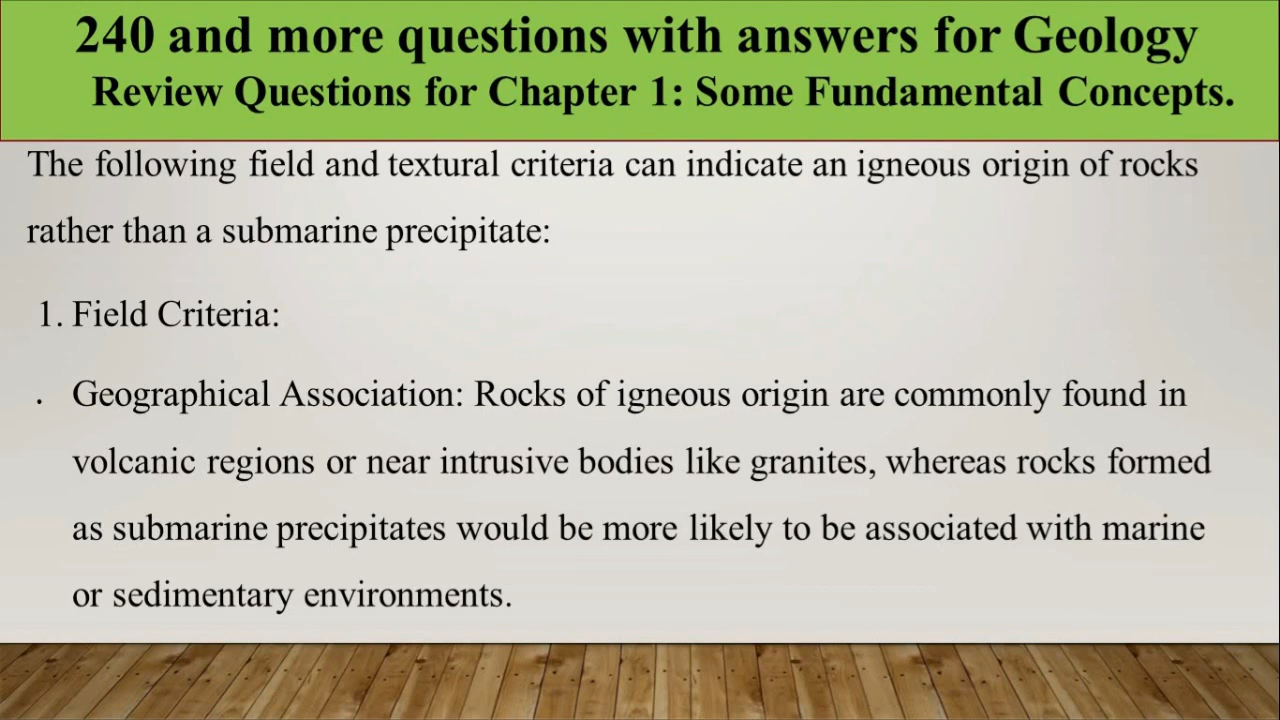 240 and more questions with answers for Geology
Review Questions for Chapter 1: Some Fundamental Concepts.
The following field and textural criteria can indicate an igneous origin of rocks
rather than a submarine precipitate:
1. Field Criteria:
• Geographical Association: Rocks of igneous origin are commonly found in
volcanic regions or near intrusive bodies like granites, whereas rocks formed
as submarine precipitates would be more likely to be associated with marine
or sedimentary environments.